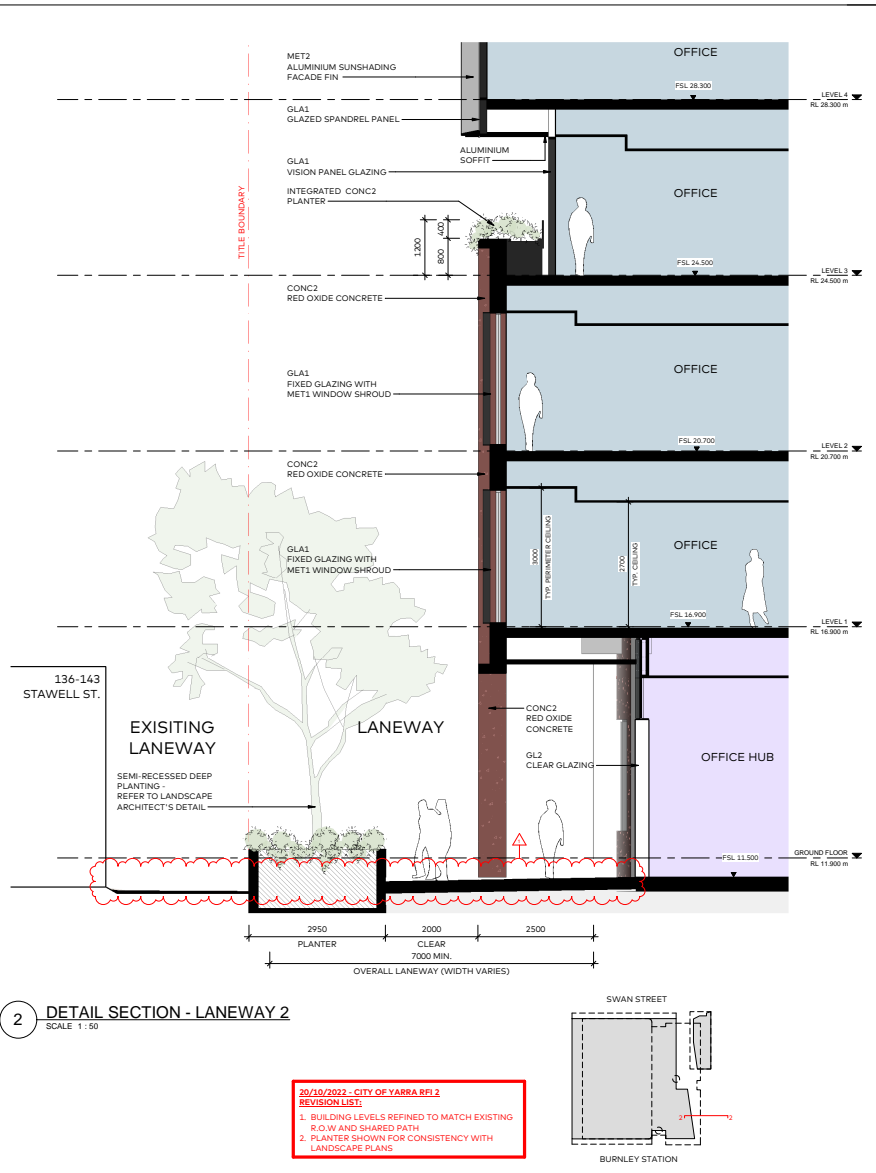 MET2
ALUMINIUM SUNSHADING
FACADE FIN
OFFICE
FSL 28.300
LEVEL 4
RL 28.300 m
GLA1
GLAZED SPANDREL PANEL
ALUMINIUM
SOFFIT
GLA1
VISION PANEL GLAZING
INTEGRATED CONC2
PLANTER
OFFICE
TITLE BOUNDARY
1200
400
800
FSL 24.500
LEVEL 3
RL 24.500 m
CONC2
RED OXIDE CONCRETE
GLA1
FIXED GLAZING WITH
MET1 WINDOW SHROUD
OFFICE
FSL 20.700
LEVEL 2
RL 20.700 m
CONC2
RED OXIDE CONCRETE
GLA1
FIXED GLAZING WITH
MET1 WINDOW SHROUD
3000
TYP. PERIMETER CEILING
2700
TYP. CEILING
OFFICE
FSL 16.900
LEVEL 1
RL 16.900 m
136-143
STAWELL ST.
EXISITING
LANEWAY
LANEWAY
CONC2
RED OXIDE
CONCRETE
GL2
CLEAR GLAZING
OFFICE HUB
SEMI-RECESSED DEEP
PLANTING -
REFER TO LANDSCAPE
ARCHITECT'S DETAIL
FSL 11.500
GROUND FLOOR
RL 11.900 m
2950
2000
2500
PLANTER
CLEAR
7000 MIN.
OVERALL LANEWAY (WIDTH VARIES)
2
DETAIL SECTION - LANEWAY 2
SCALE 1 : 50
SWAN STREET
2
2
BURNLEY STATION
20/10/2022 - CITY OF YARRA RFI 2
REVISION LIST:
1. BUILDING LEVELS REFINED TO MATCH EXISTING
R.O.W AND SHARED PATH
2. PLANTER SHOWN FOR CONSISTENCY WITH
LANDSCAPE PLANS